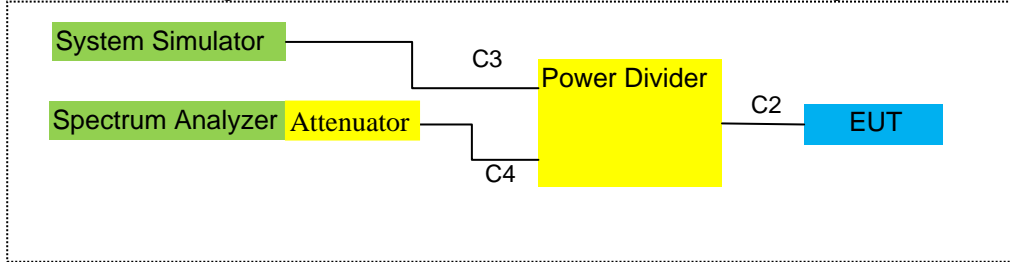 System Simulator
C3
Power Divider
C2
Spectrum Analyzer Attenuator
EUT
C4